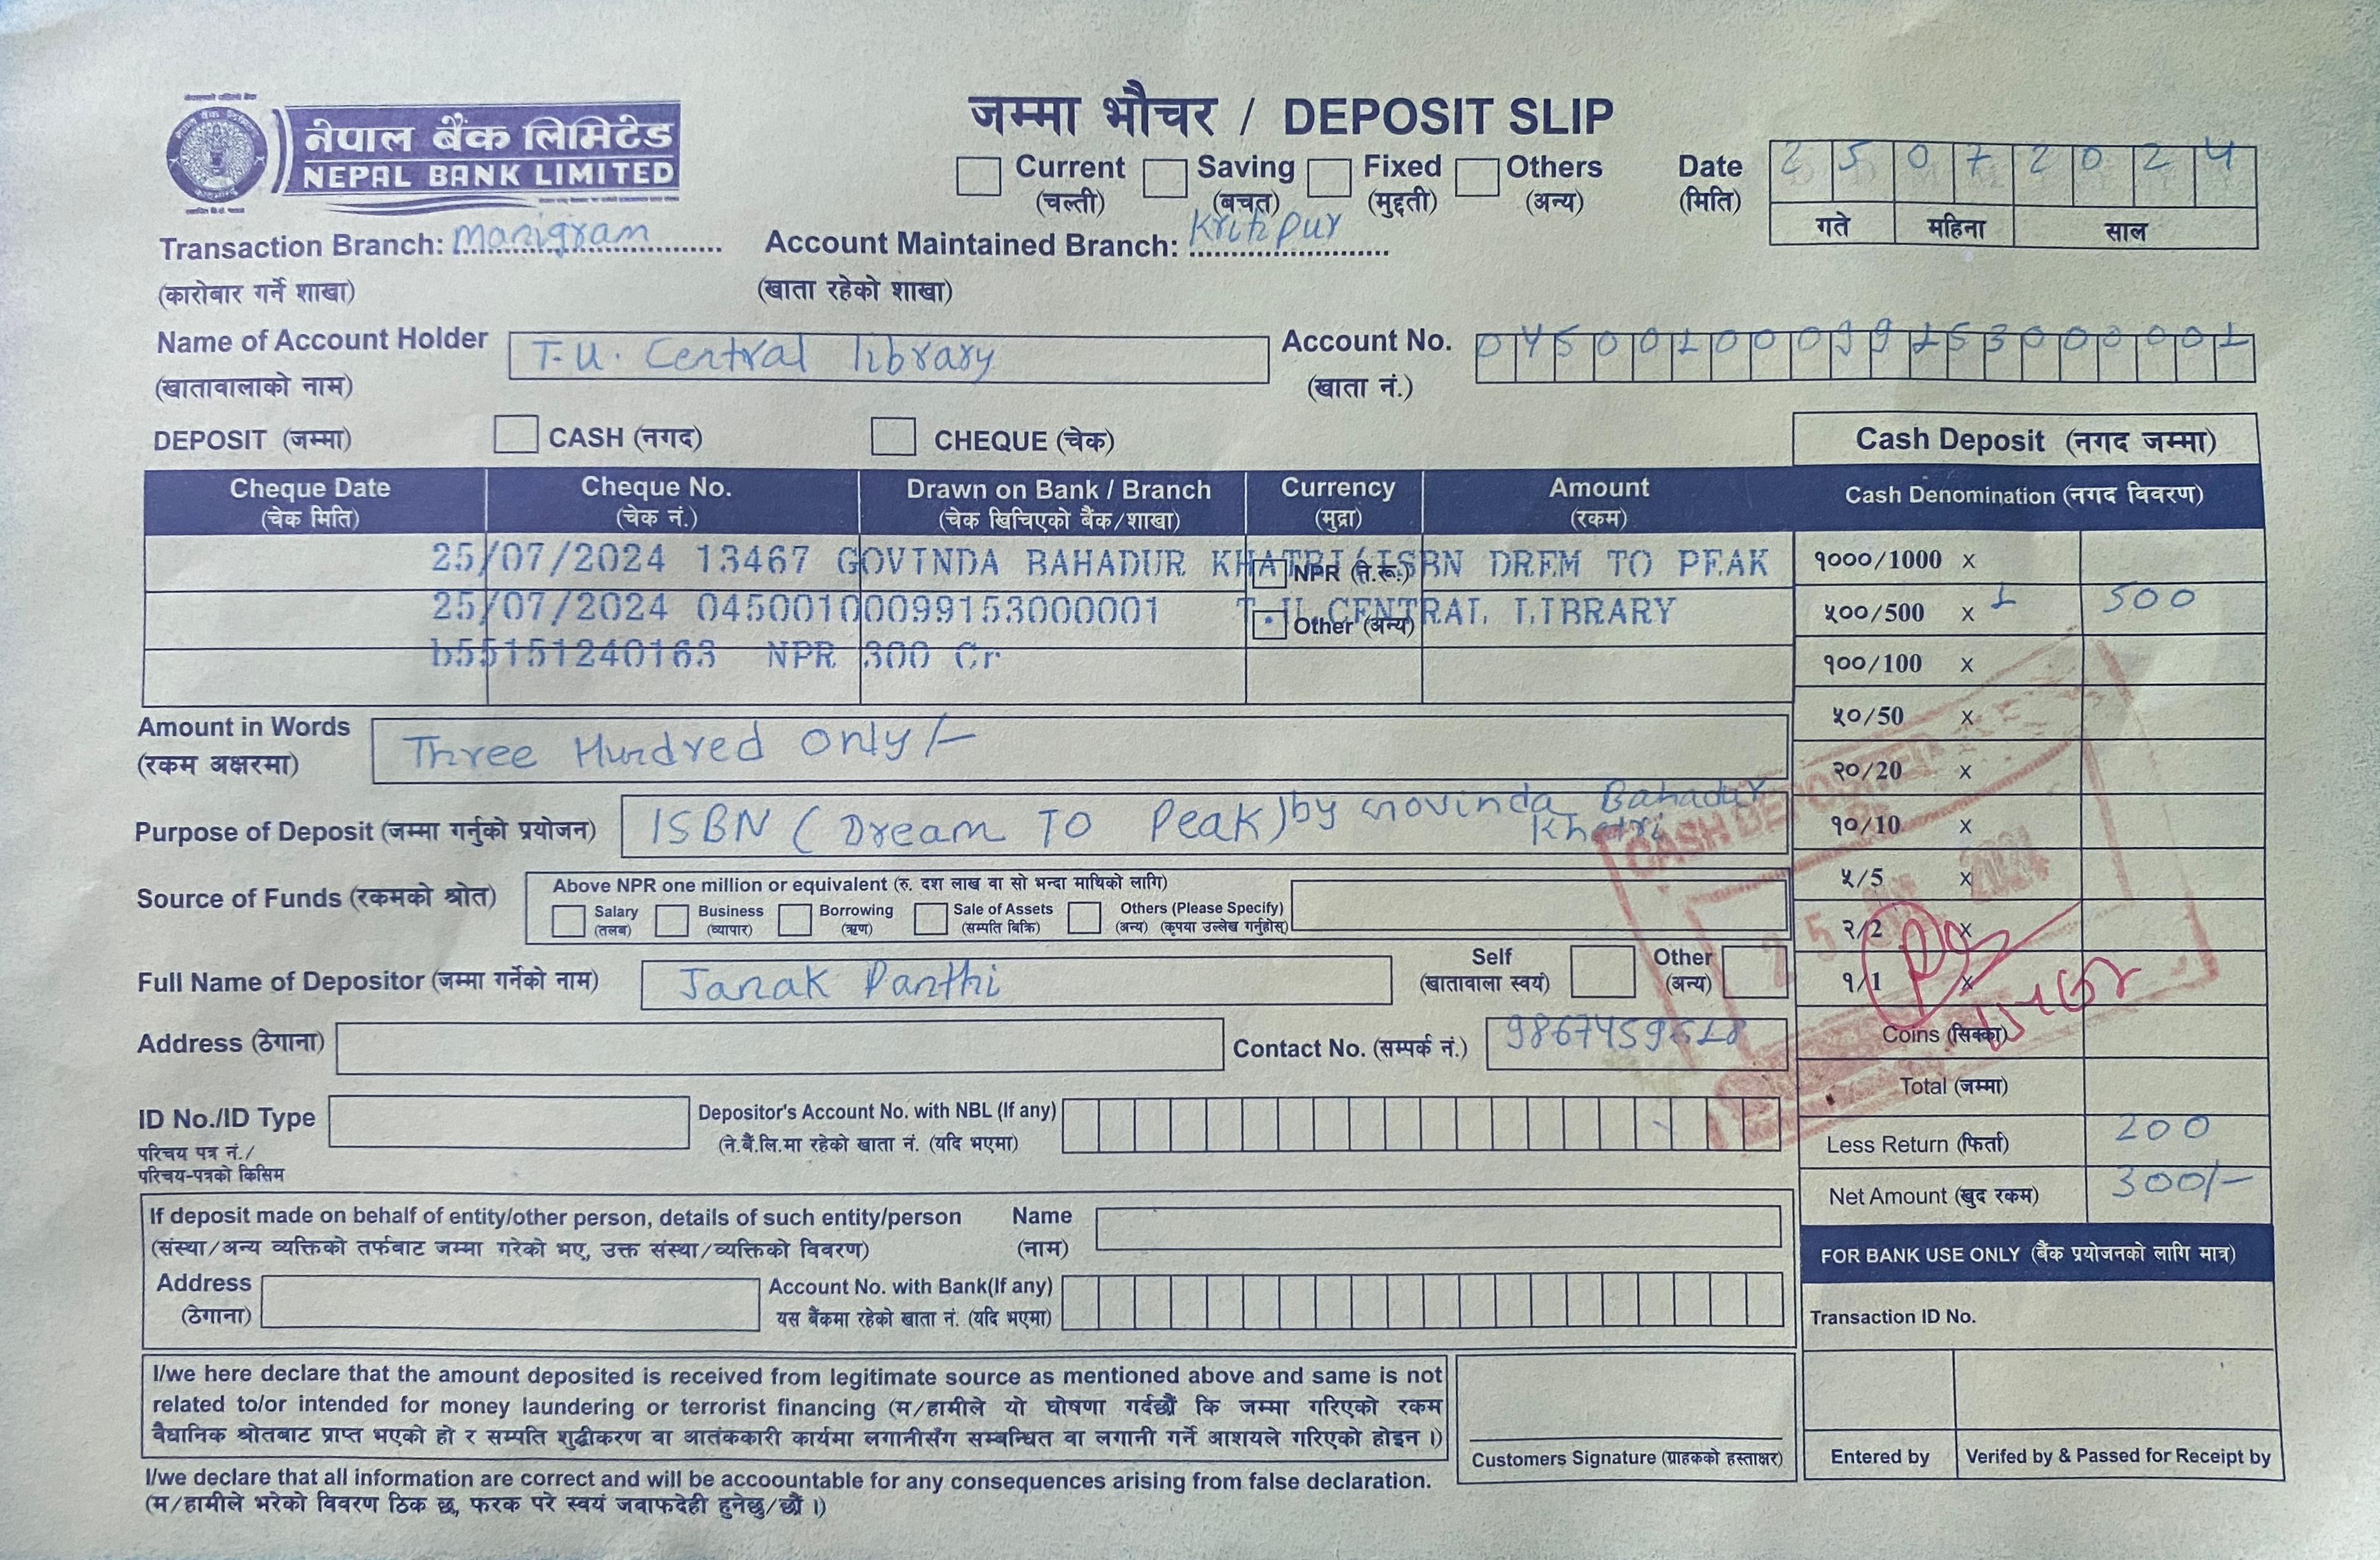 नेपाल बैंक लिमिटेड
NEPAL BANK LIMITED
जम्मा भौचर / DEPOSIT SLIP
Current Saving Fixed Others
(चल्ती) (बचत) (मुद्दती) (अन्य)
Date
(मिति)
2 5 0 7 2 0 2 4
गते महिना साल
Transaction Branch: Manigram Account Maintained Branch: Kritipur
(कारोबार गर्ने शाखा) (खाता रहेको शाखा)
Name of Account Holder T.U. Central library Account No. 04500100099153000001
(खातावालाको नाम) (खाता नं.)
DEPOSIT (जम्मा) CASH (नगद) CHEQUE (चेक) Cash Deposit (नगद जम्मा)
Cheque Date Cheque No. Drawn on Bank / Branch Currency Amount Cash Denomination (नगद विवरण)
(चेक मिति) (चेक नं.) (चेक खिचिएको बैंक/शाखा) (मुद्रा) (रकम)
25/07/2024 13467 GOVINDA BAHADUR KHATRI/ISBN DREM TO PEAK
NPR (ने.रू.)
25/07/2024 04500100099153000001 T.U.CENTRAL LIBRARY
Other (अन्य)
b55151240163 NPR 300 Cr
१०००/1000 x
५००/500 x 1 500
१००/100 x
५०/50 x
२०/20 x
१०/10 x
५/5 x
२/2 x
१/1 x
Coins (सिक्का)
Total (जम्मा)
Less Return (फिर्ता) 200
Net Amount (खुद रकम) 300/-
Amount in Words Three Hundred only/-
(रकम अक्षरमा)
Purpose of Deposit (जम्मा गर्नुको प्रयोजन) ISBN (Dream TO Peak) by Govinda Bahadur Khatri
CASH DEPOSITED
Source of Funds (रकमको श्रोत) Above NPR one million or equivalent (रु. दश लाख वा सो भन्दा माथिको लागि)
Salary Business Borrowing Sale of Assets Others (Please Specify)
(तलब) (व्यापार) (ऋण) (सम्पति बिक्रि) (अन्य) (कृपया उल्लेख गर्नुहोस्)
Full Name of Depositor (जम्मा गर्नेको नाम) Janak Panthi Self Other
(खातावाला स्वयं) (अन्य)
Address (ठेगाना) Contact No. (सम्पर्क नं.)
ID No./ID Type Depositor's Account No. with NBL (If any)
परिचय पत्र नं./ (ने.बैं.लि.मा रहेको खाता नं. (यदि भएमा)
परिचय-पत्रको किसिम
If deposit made on behalf of entity/other person, details of such entity/person Name
(संस्था/अन्य व्यक्तिको तर्फबाट जम्मा गरेको भए, उक्त संस्था/व्यक्तिको विवरण) (नाम)
Address Account No. with Bank(If any)
(ठेगाना) यस बैंकमा रहेको खाता नं. (यदि भएमा)
FOR BANK USE ONLY (बैंक प्रयोजनको लागि मात्र)
Transaction ID No.
I/we here declare that the amount deposited is received from legitimate source as mentioned above and same is not
related to/or intended for money laundering or terrorist financing (म/हामीले यो घोषणा गर्दछौं कि जम्मा गरिएको रकम
वैधानिक श्रोतबाट प्राप्त भएको हो र सम्पति शुद्धीकरण वा आतंककारी कार्यमा लगानीसँग सम्बन्धित वा लगानी गर्ने आशयले गरिएको होइन ।)
Customers Signature (ग्राहकको हस्ताक्षर) Entered by Verifed by & Passed for Receipt by
I/we declare that all information are correct and will be accoountable for any consequences arising from false declaration.
(म/हामीले भरेको विवरण ठिक छ, फरक परे स्वयं जवाफदेही हुनेछु/छौं ।)